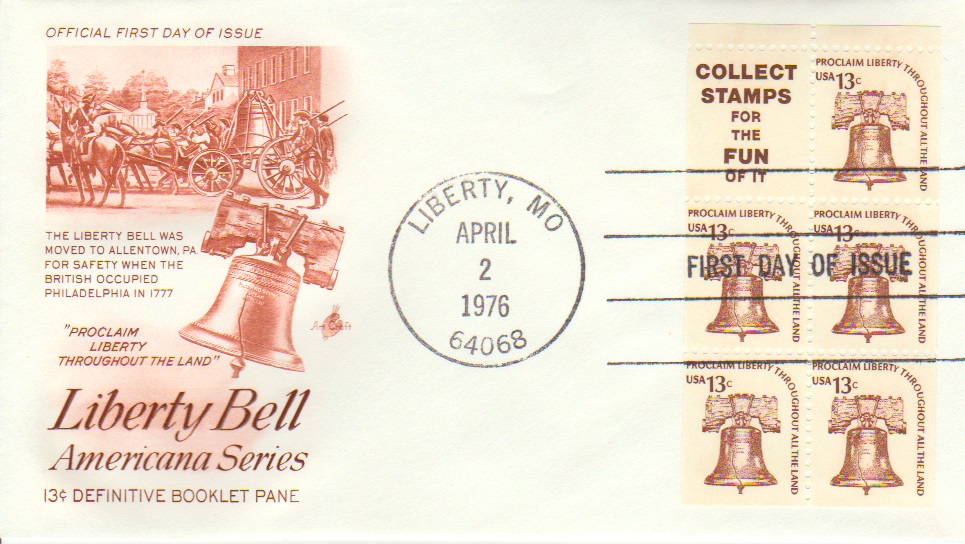 OFFICIAL FIRST DAY OF ISSUE
THE LIBERTY BELL WAS
MOVED TO ALLENTOWN, PA.
FOR SAFETY WHEN THE
BRITISH OCCUPIED
PHILADELPHIA IN 1777
"PROCLAIM
LIBERTY
THROUGHOUT THE LAND"
Art Craft
Liberty Bell
Americana Series
13¢ DEFINITIVE BOOKLET PANE
LIBERTY, MO
APRIL
2
1976
64068
COLLECT
STAMPS
FOR
THE
FUN
OF IT
PROCLAIM LIBERTY THROUGHOUT ALL THE LAND
USA 13c
PROCLAIM LIBERTY THROUGHOUT ALL THE LAND
USA 13c
PROCLAIM LIBERTY THROUGHOUT ALL THE LAND
USA 13c
FIRST DAY OF ISSUE
PROCLAIM LIBERTY THROUGHOUT ALL THE LAND
USA 13c
PROCLAIM LIBERTY THROUGHOUT ALL THE LAND
USA 13c